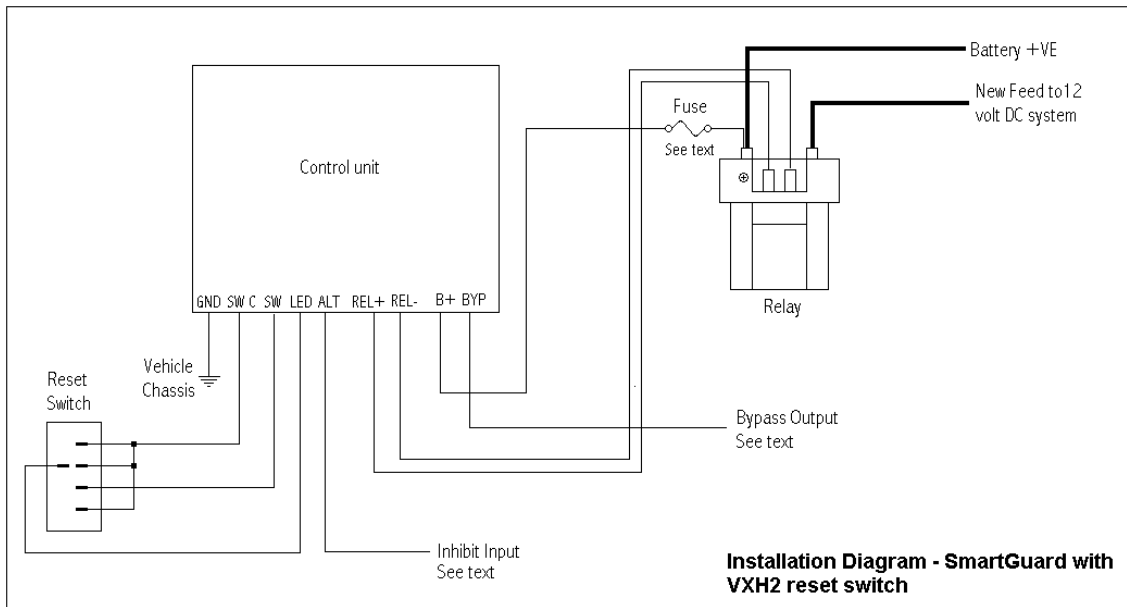 Battery +VE
New Feed to12
volt DC system
Fuse
See text
Control unit
Relay
GND SW C SW LED ALT REL+ REL- B+ BYP
Vehicle
Chassis
Reset
Switch
Bypass Output
See text
Inhibit Input
See text
Installation Diagram - SmartGuard with
VXH2 reset switch